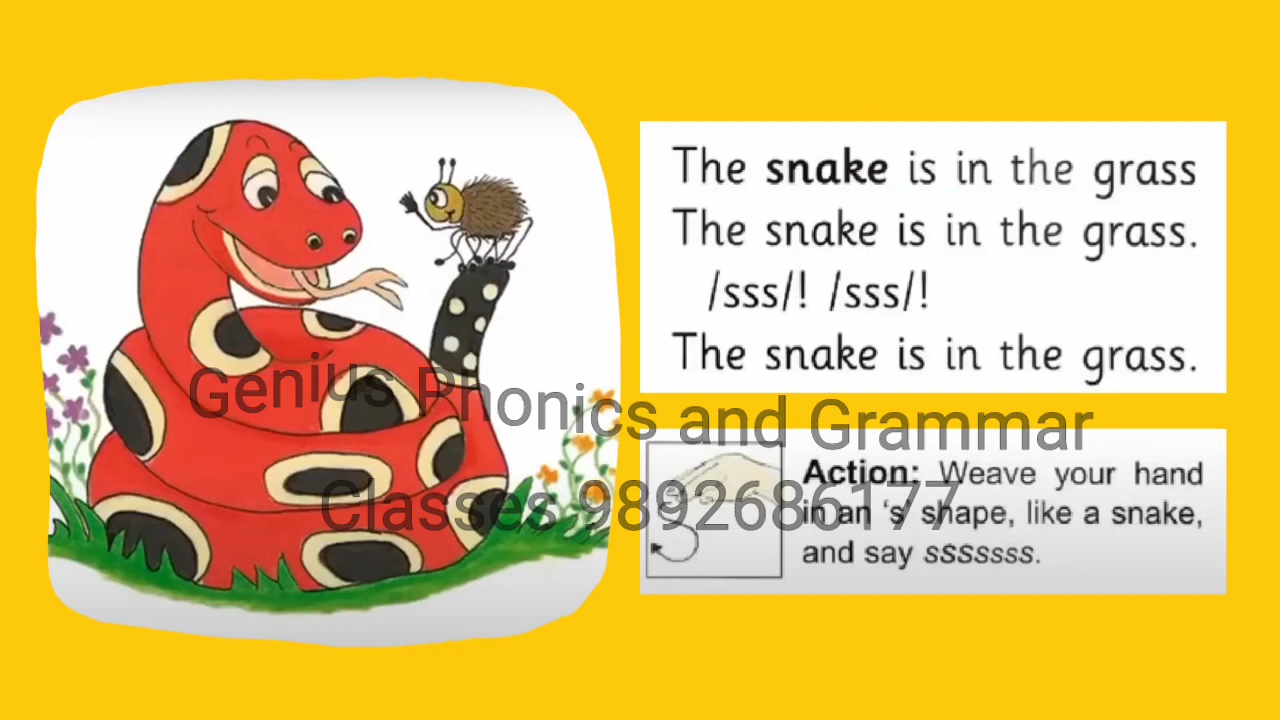 The snake is in the grass
The snake is in the grass.
/sss/! /sss/!
The snake is in the grass.
Genius Phonics and Grammar
Classes 9892686177
Action: Weave your hand
in an 's' shape, like a snake,
and say sssssss.